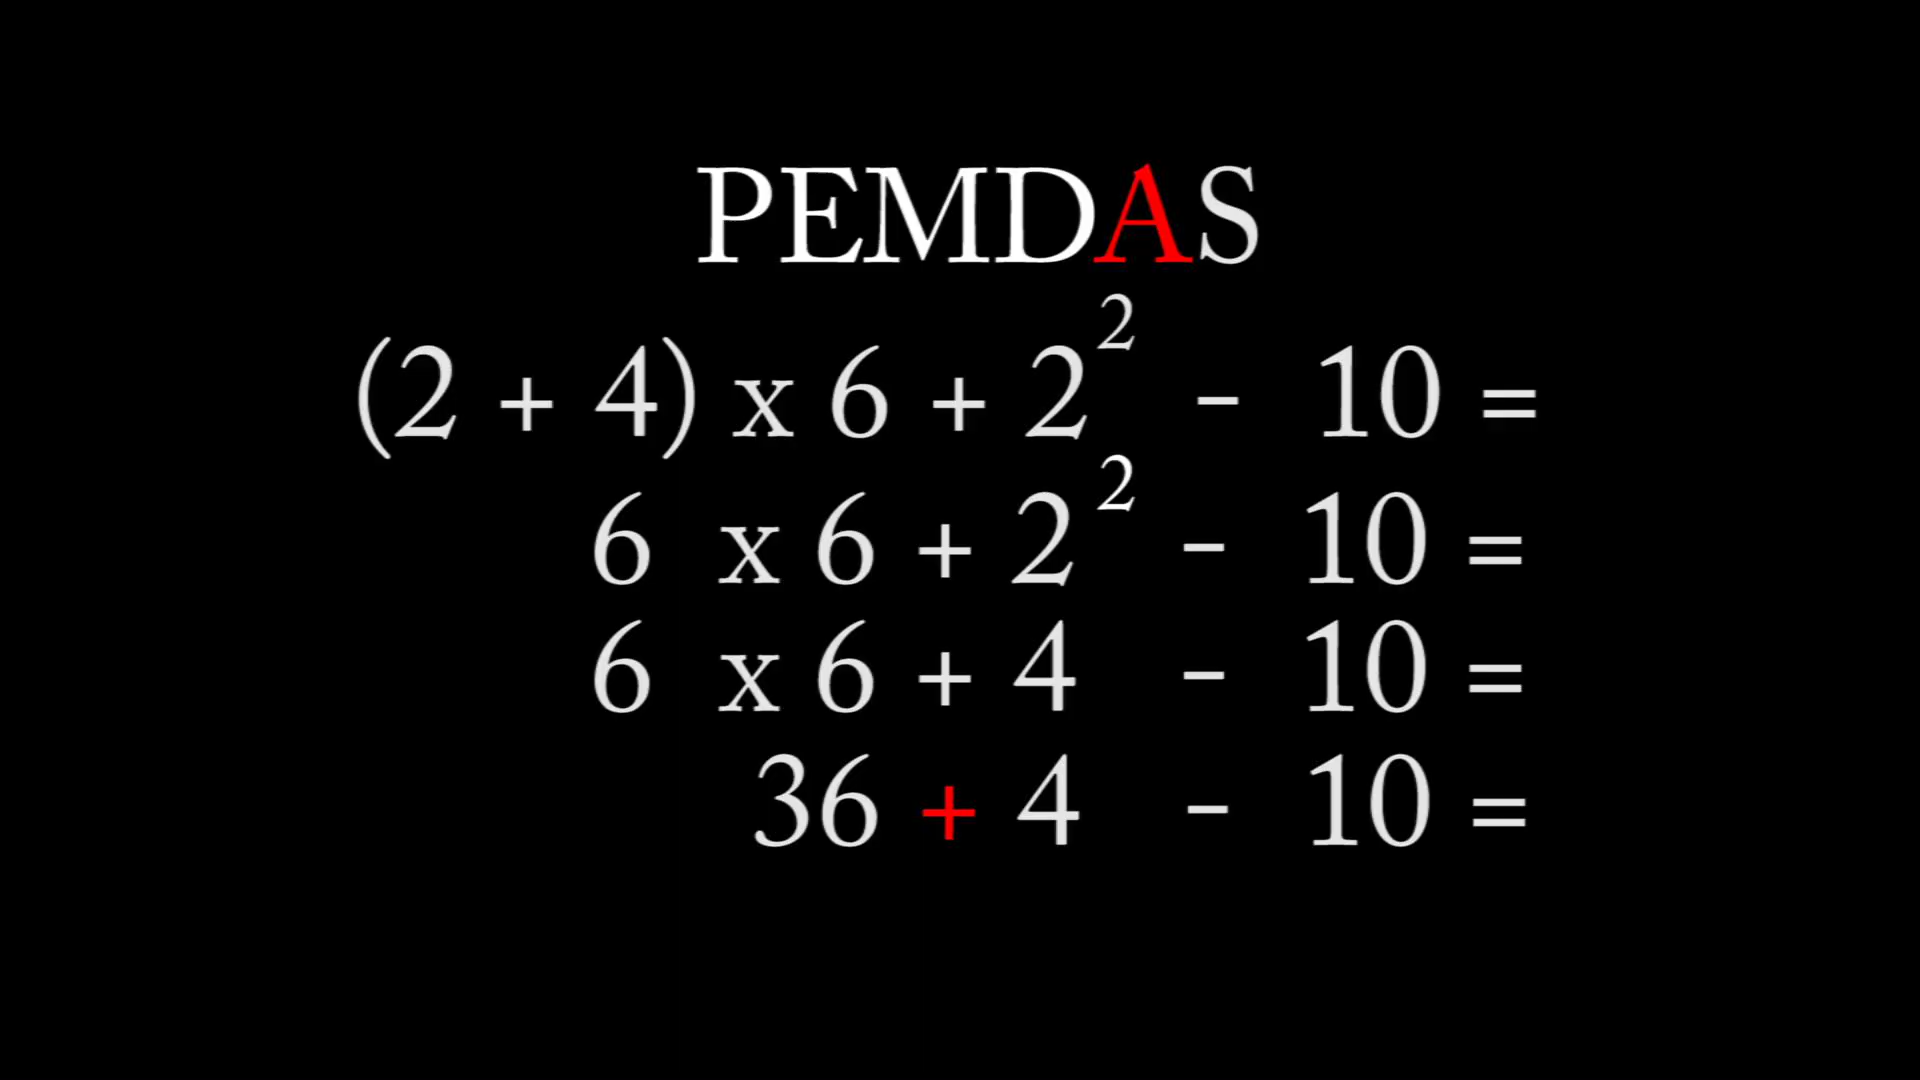 PEMDAS
(2 + 4) x 6 + 2² - 10 =
6 x 6 + 2² - 10 =
6 x 6 + 4 - 10 =
36 + 4 - 10 =